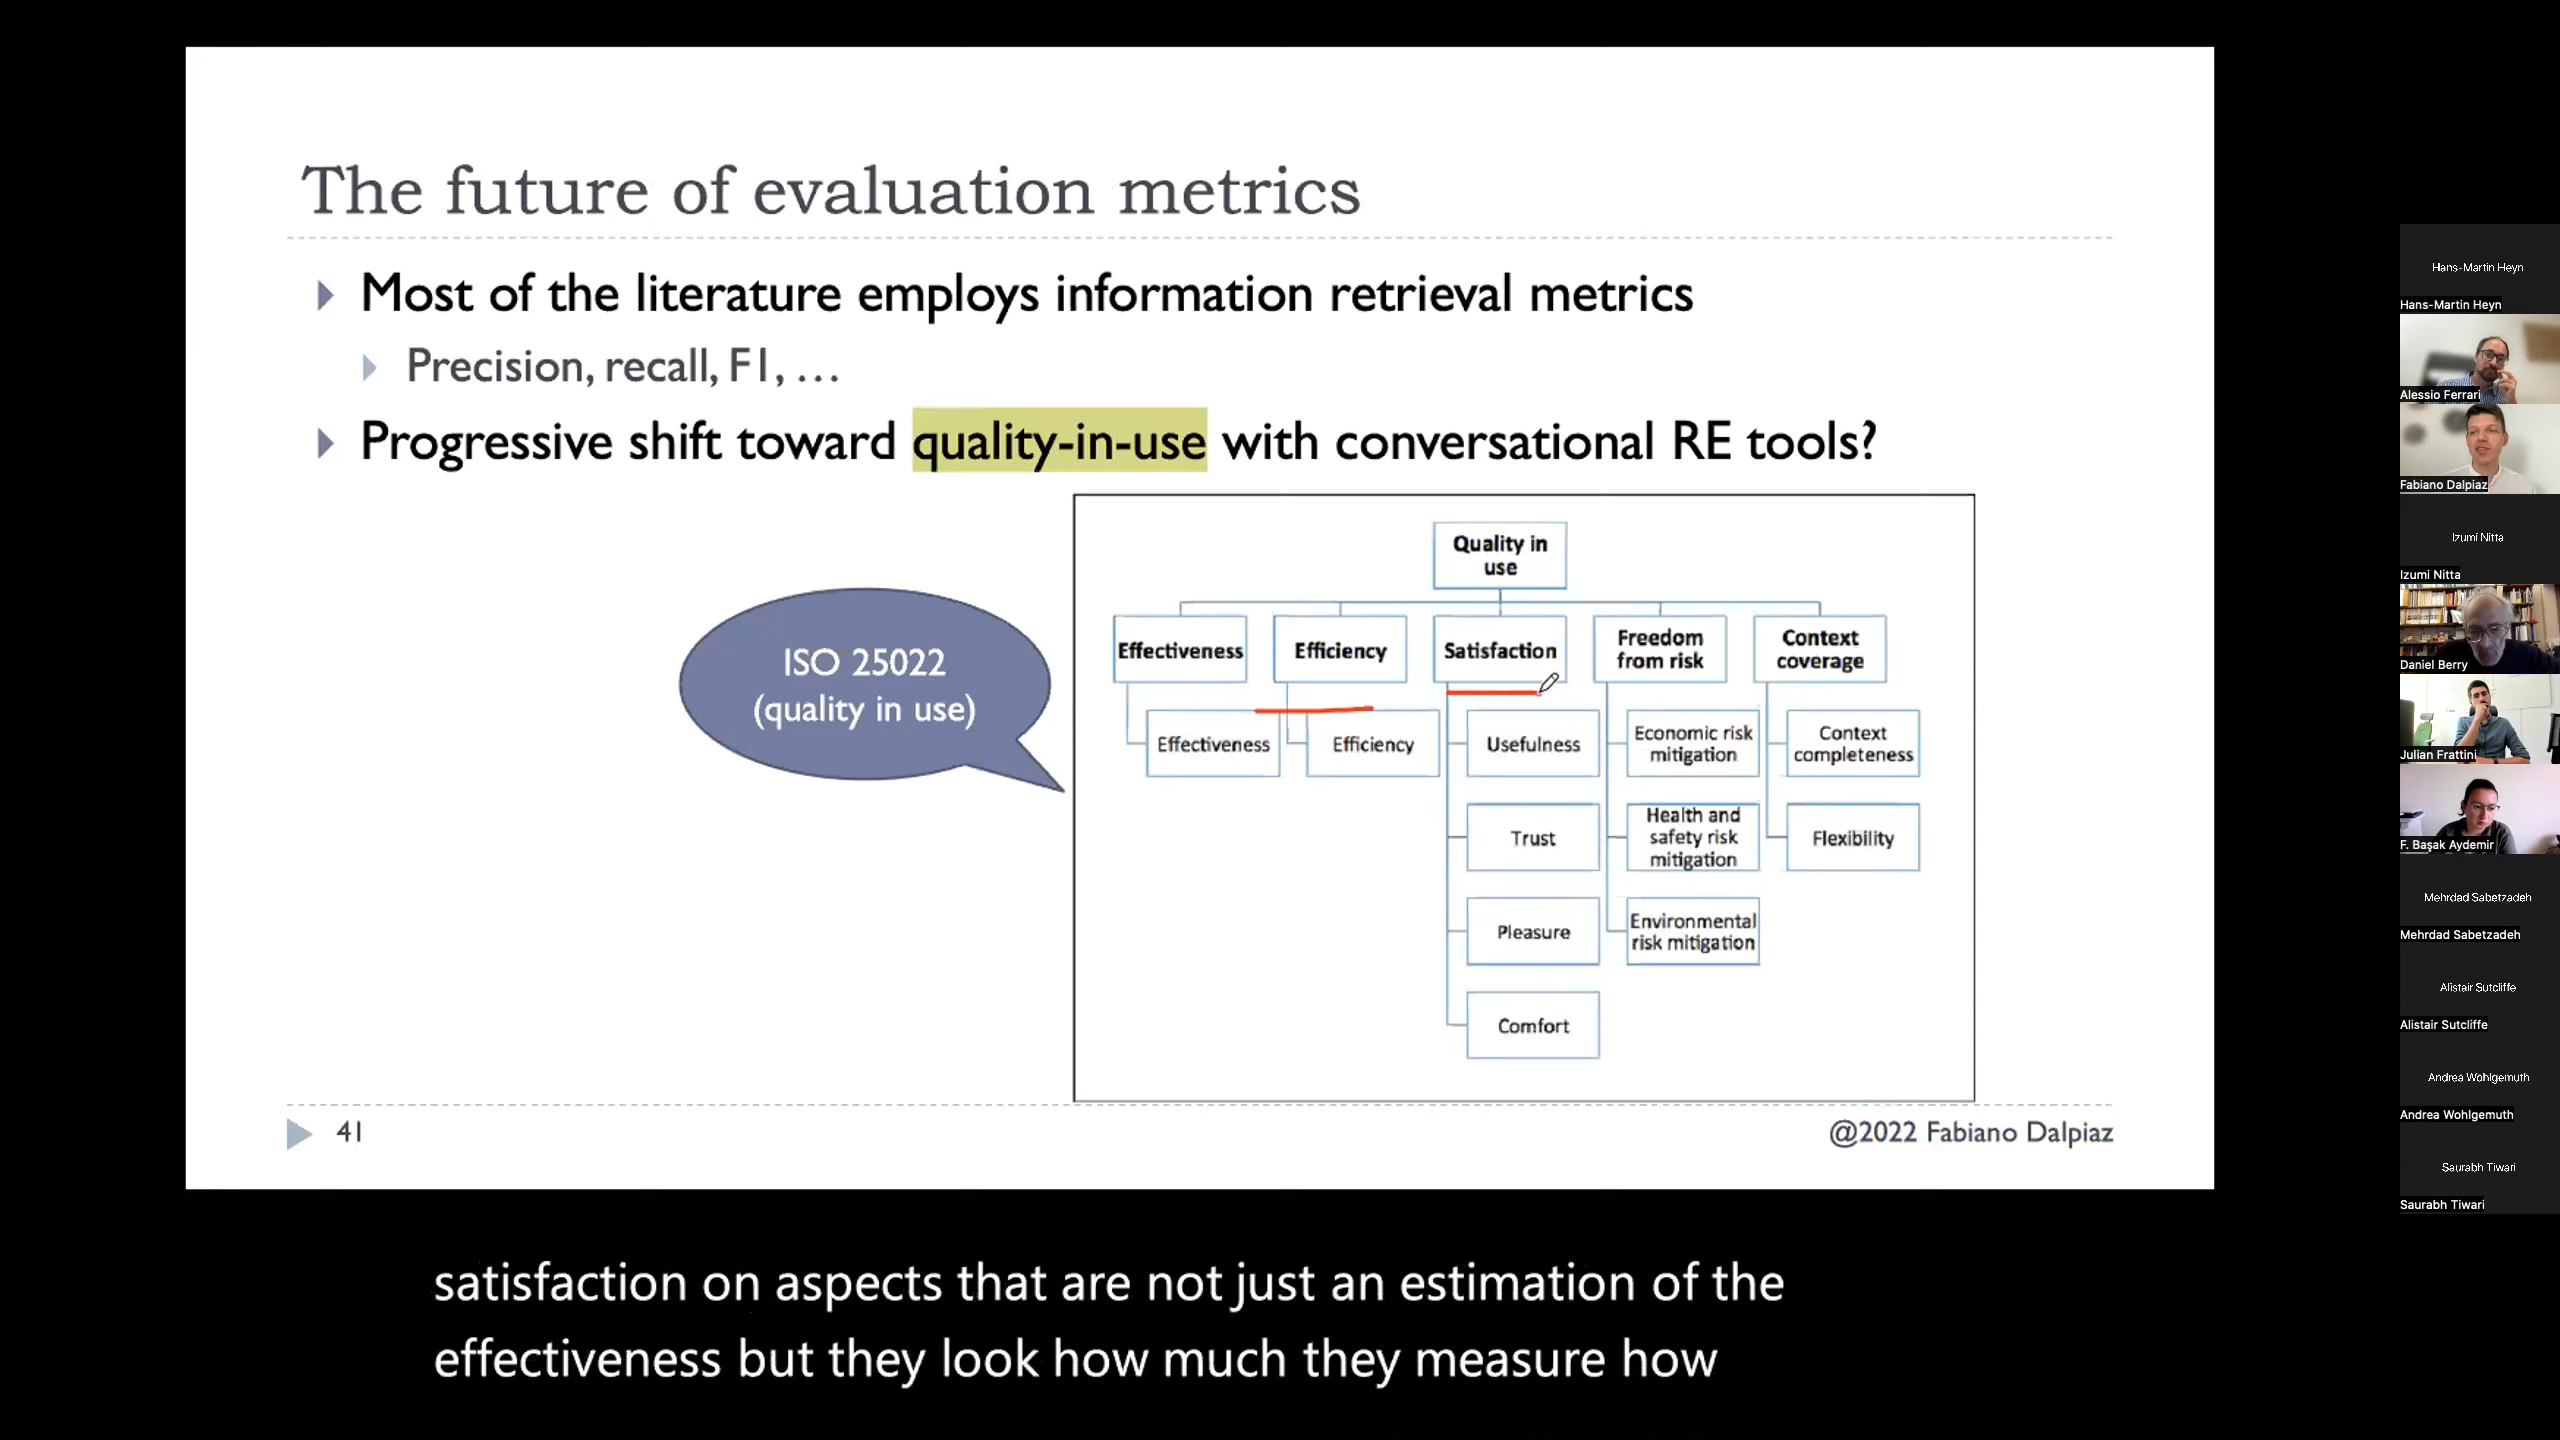 The future of evaluation metrics
Most of the literature employs information retrieval metrics
Precision, recall, F1, …
Progressive shift toward quality-in-use with conversational RE tools?
ISO 25022
(quality in use)
Quality in
use
Effectiveness
Efficiency
Satisfaction
Freedom
from risk
Context
coverage
Effectiveness
Efficiency
Usefulness
Economic risk
mitigation
Context
completeness
Trust
Health and
safety risk
mitigation
Flexibility
Pleasure
Environmental
risk mitigation
Comfort
41
@2022 Fabiano Dalpiaz
satisfaction on aspects that are not just an estimation of the
effectiveness but they look how much they measure how
Hans-Martin Heyn
Hans-Martin Heyn
Alessio Ferrari
Fabiano Dalpiaz
Izumi Nitta
Izumi Nitta
Daniel Berry
Julian Frattini
F. Başak Aydemir
Mehrdad Sabetzadeh
Mehrdad Sabetzadeh
Alistair Sutcliffe
Alistair Sutcliffe
Andrea Wohlgemuth
Andrea Wohlgemuth
Saurabh Tiwari
Saurabh Tiwari